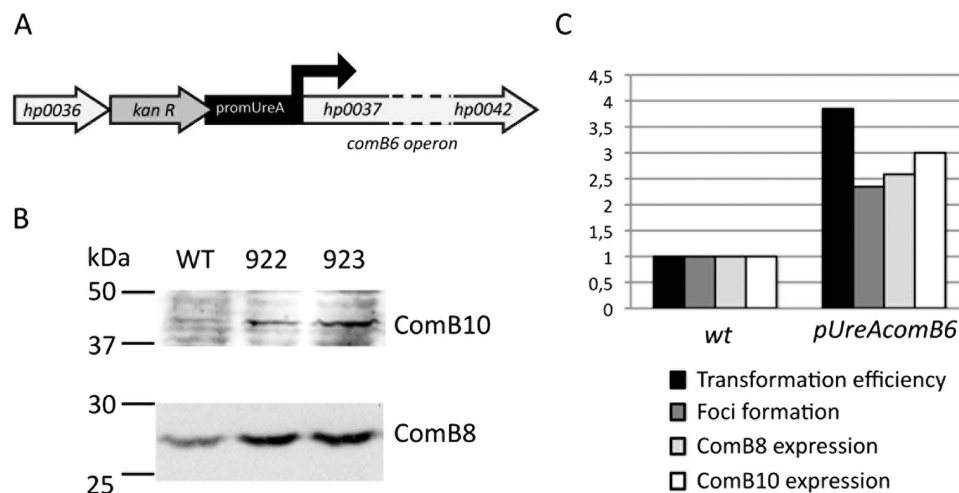 A
hp0036 kan R promUreA hp0037 hp0042
comB6 operon
B
kDa WT 922 923
50
ComB10
37
30
ComB8
25
C
4,5
4
3,5
3
2,5
2
1,5
1
0,5
0
wt pUreAcomB6
Transformation efficiency
Foci formation
ComB8 expression
ComB10 expression